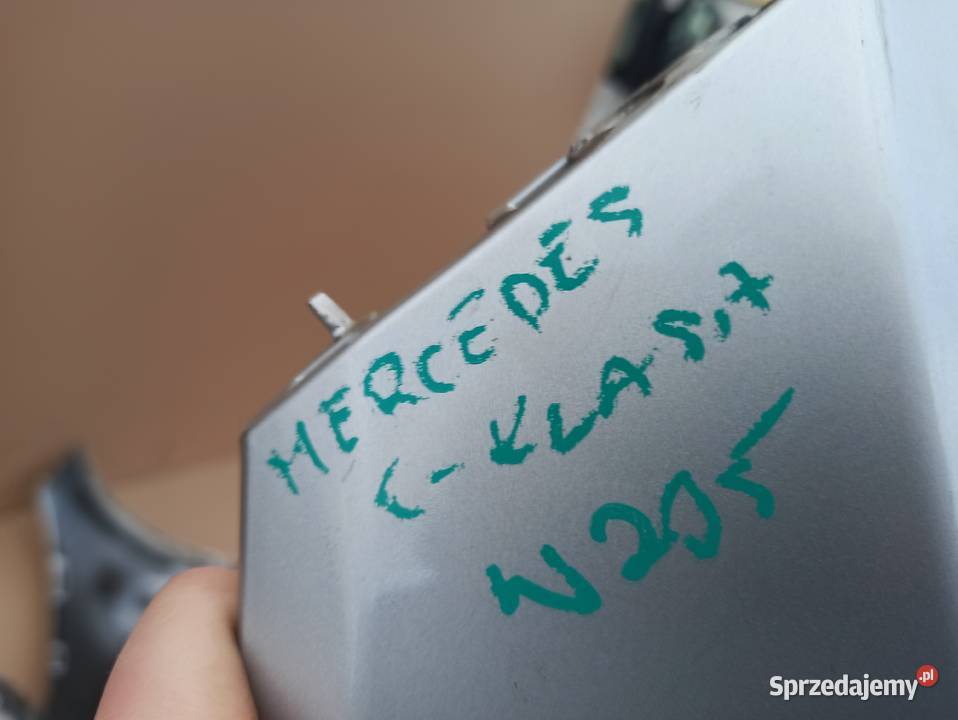 MERCEDES
C-KLASA
W205
Sprzedajemy.pl